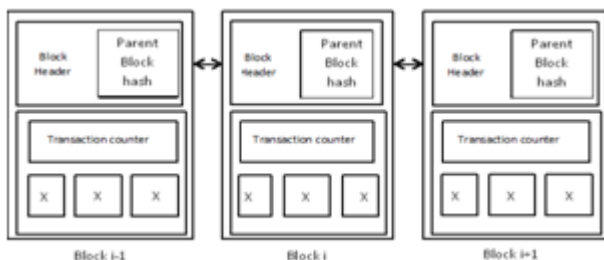 Block
Header
Parent
Block
hash
Block
Header
Parent
Block
hash
Block
Header
Parent
Block
hash
Transaction counter
Transaction counter
Transaction counter
X X X
X X X
X X X
Block i-1
Block i
Block i+1